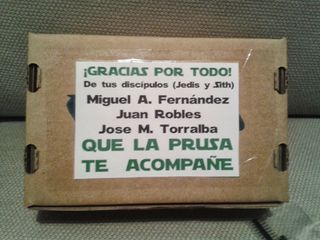 ¡GRACIAS POR TODO!
De tus discípulos (Jedis y Sith)
Miguel A. Fernández
Juan Robles
Jose M. Torralba
QUE LA PRUSA
TE ACOMPAÑE